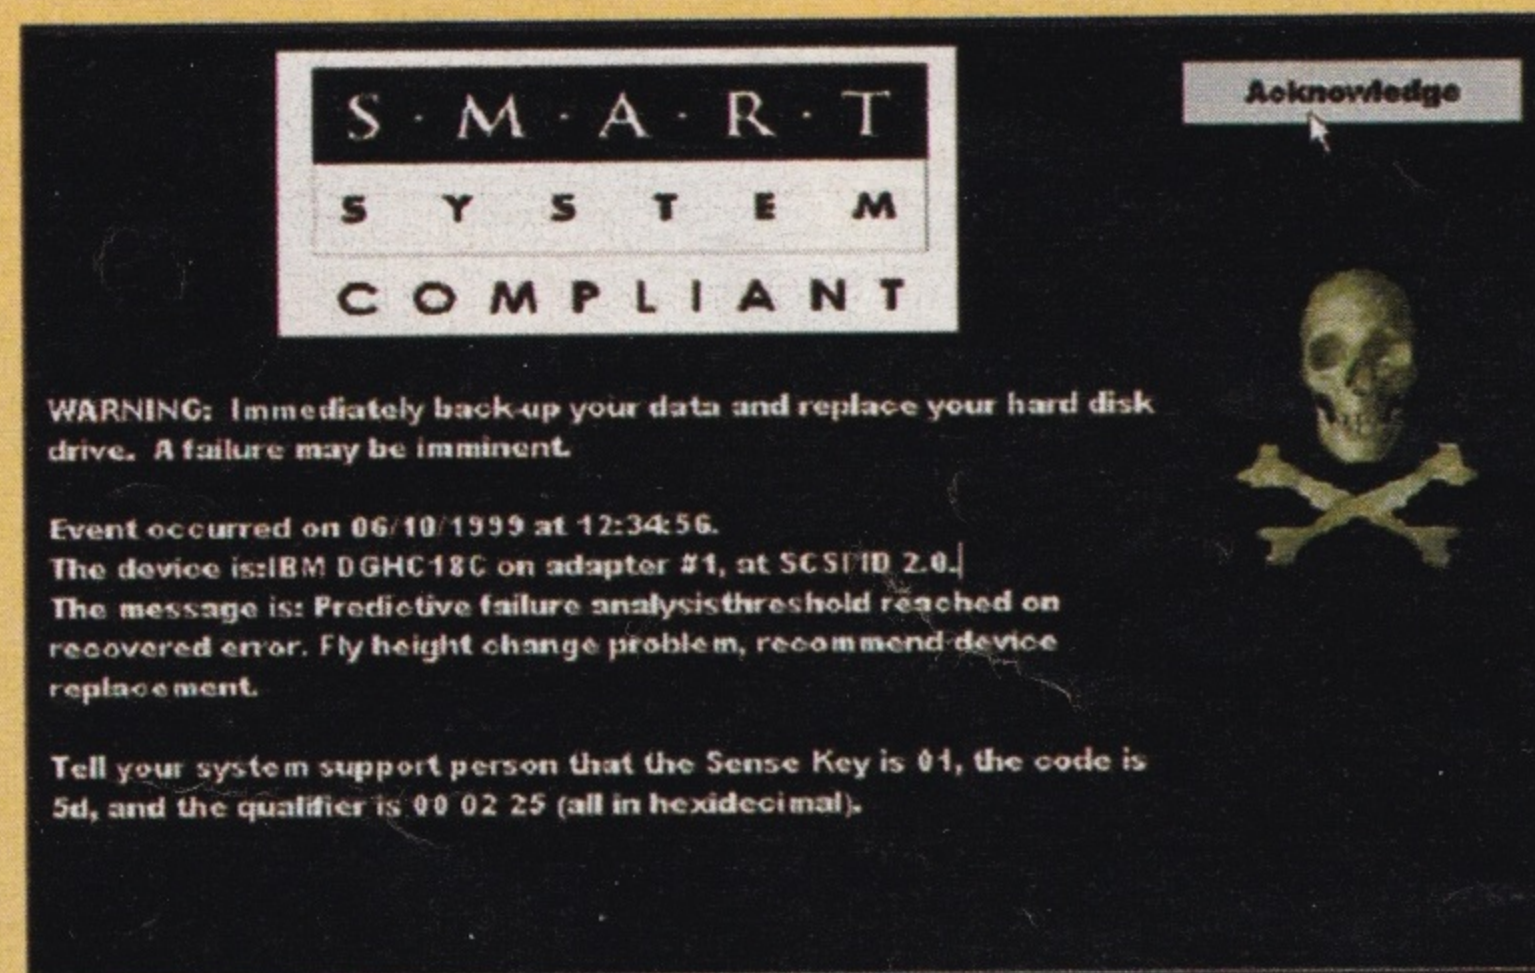 S·M·A·R·T
SYSTEM
COMPLIANT
Acknowledge
WARNING: Immediately back-up your data and replace your hard disk
drive. A failure may be imminent.
Event occurred on 06/10/1999 at 12:34:56.
The device is:IBM DGHC18C on adapter #1, at SCSI ID 2.0.
The message is: Predictive failure analysisthreshold reached on
recovered error. Fly height change problem, recommend device
replacement.
Tell your system support person that the Sense Key is 01, the code is
5d, and the qualifier is 00 02 25 (all in hexidecimal).